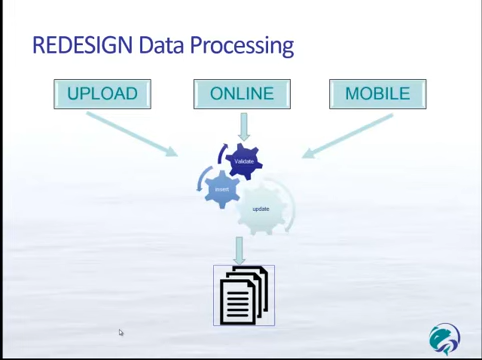 REDESIGN Data Processing
UPLOAD
ONLINE
MOBILE
Validate
Insert
update